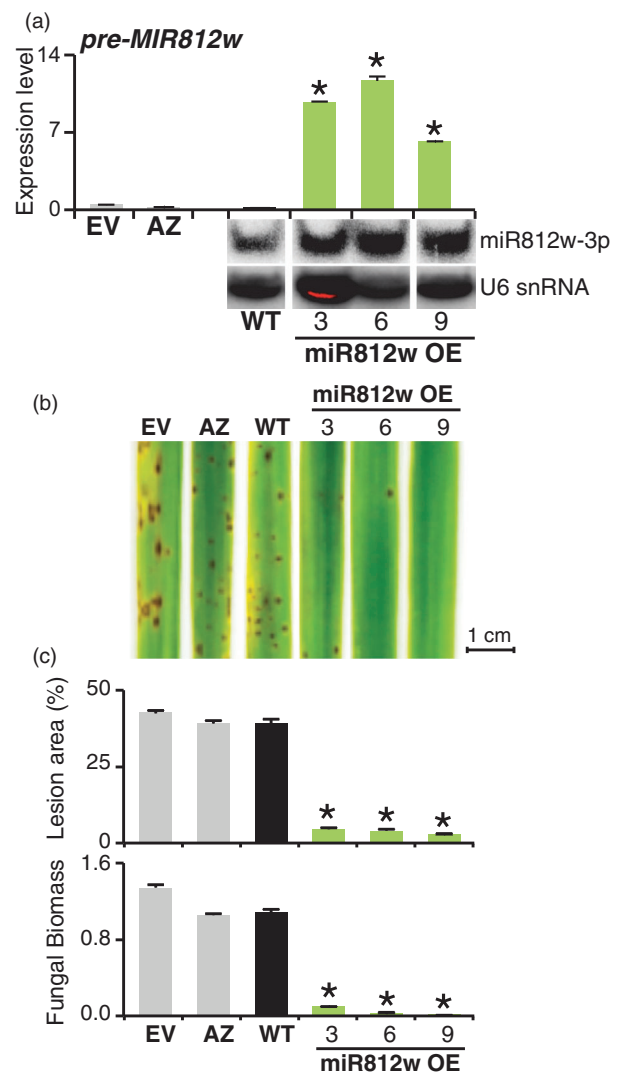 (a)
pre-MIR812w
14
7
0
Expression level
* * *
EV AZ
miR812w-3p
U6 snRNA
WT 3 6 9
miR812w OE
(b)
miR812w OE
EV AZ WT 3 6 9
1 cm
(c)
50
25
0
Lesion area (%)
* * *
1.6
0.8
0.0
Fungal Biomass
* * *
EV AZ WT 3 6 9
miR812w OE